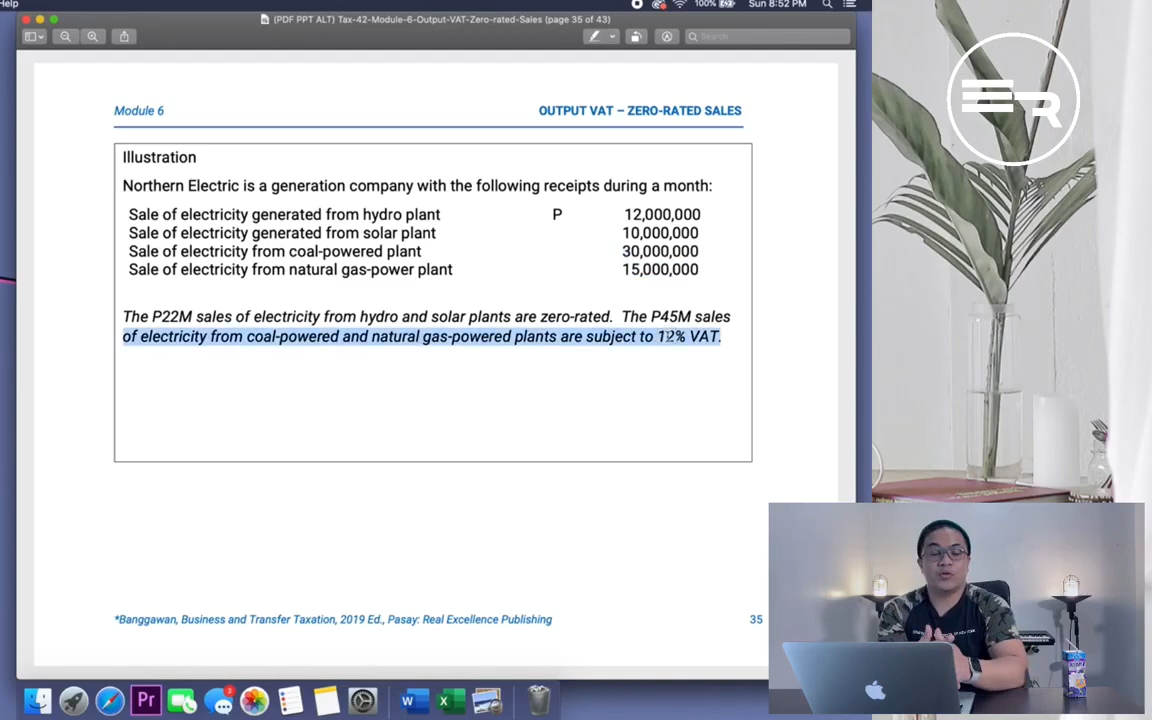 Help
100%
Sun 8:52 PM
(PDF PPT ALT) Tax-42-Module-6-Output-VAT-Zero-rated-Sales (page 35 of 43)
Search
ER
Module 6
OUTPUT VAT – ZERO-RATED SALES
Illustration
Northern Electric is a generation company with the following receipts during a month:
Sale of electricity generated from hydro plant P 12,000,000
Sale of electricity generated from solar plant 10,000,000
Sale of electricity from coal-powered plant 30,000,000
Sale of electricity from natural gas-power plant 15,000,000
The P22M sales of electricity from hydro and solar plants are zero-rated. The P45M sales
of electricity from coal-powered and natural gas-powered plants are subject to 12% VAT.
*Banggawan, Business and Transfer Taxation, 2019 Ed., Pasay: Real Excellence Publishing
35
Pr
3
W
X